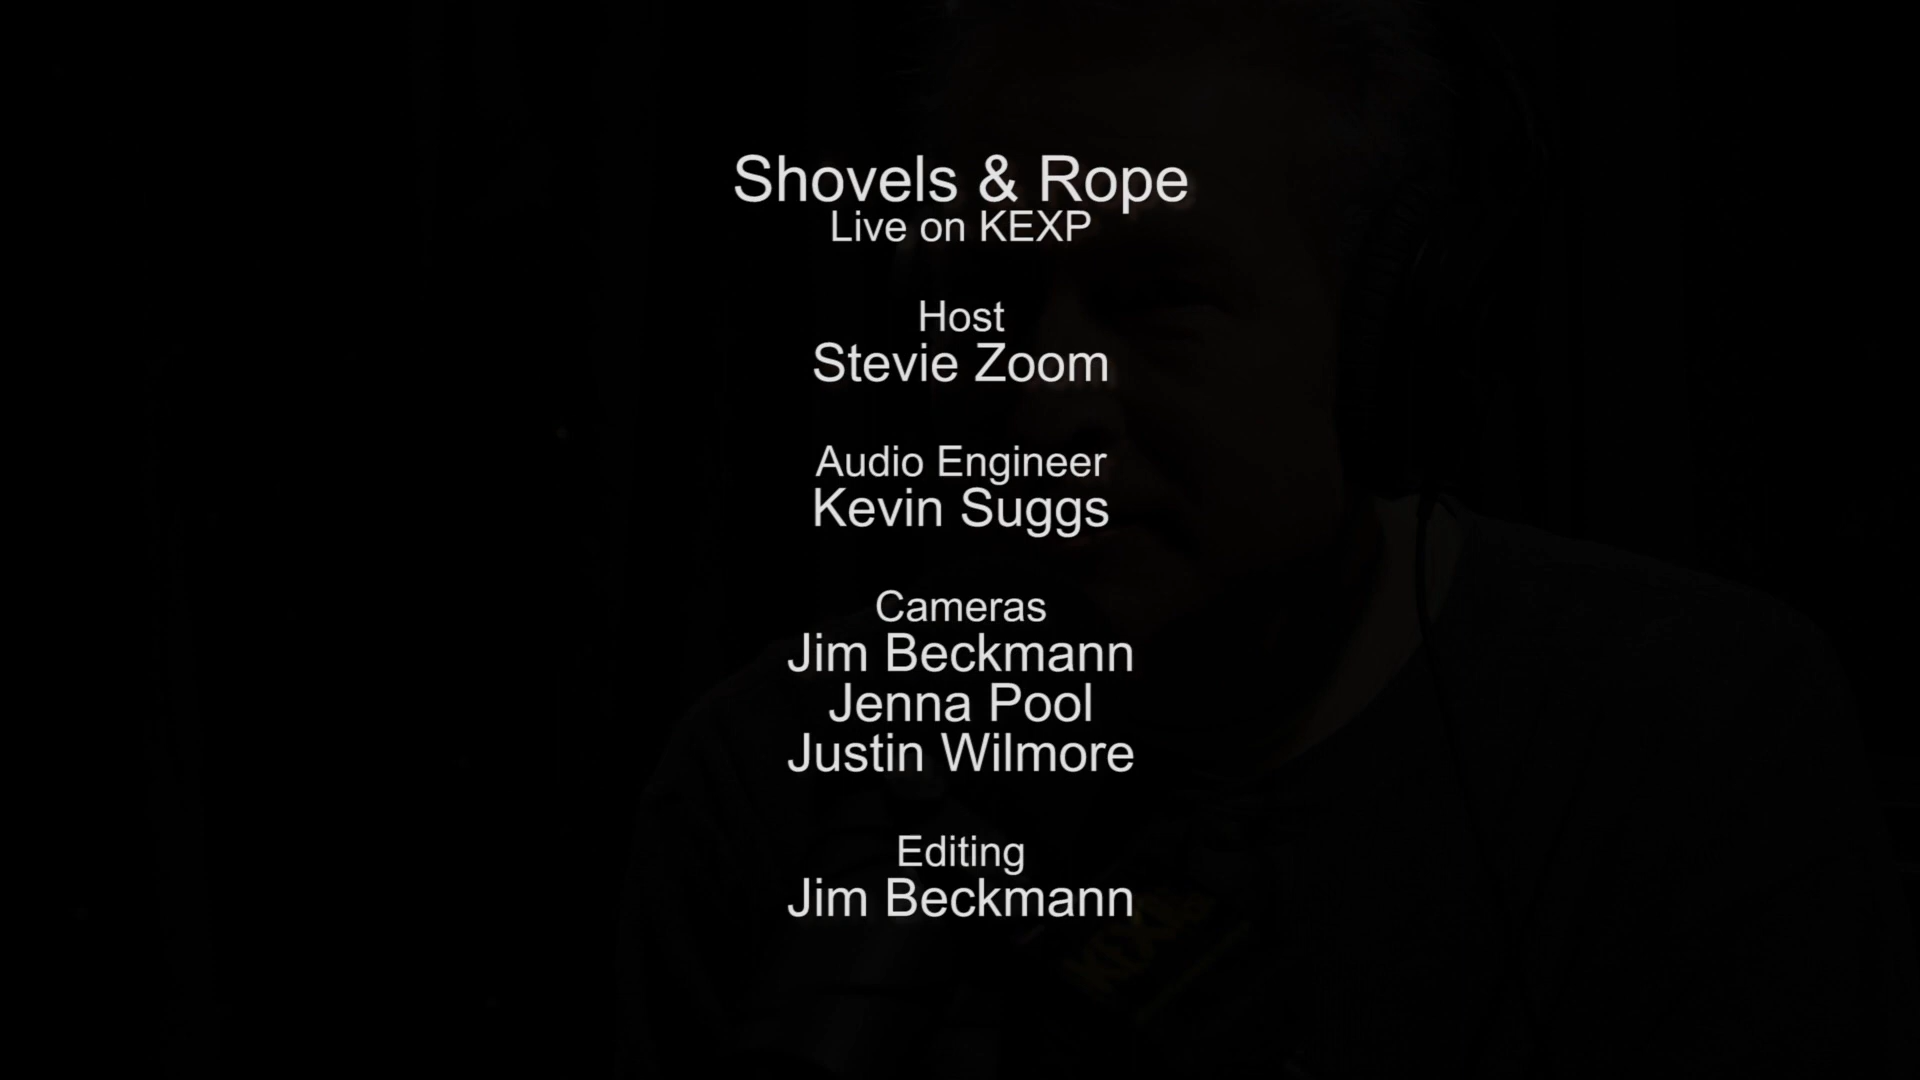 Shovels & Rope
Live on KEXP
Host
Stevie Zoom
Audio Engineer
Kevin Suggs
Cameras
Jim Beckmann
Jenna Pool
Justin Wilmore
Editing
Jim Beckmann
KEXP